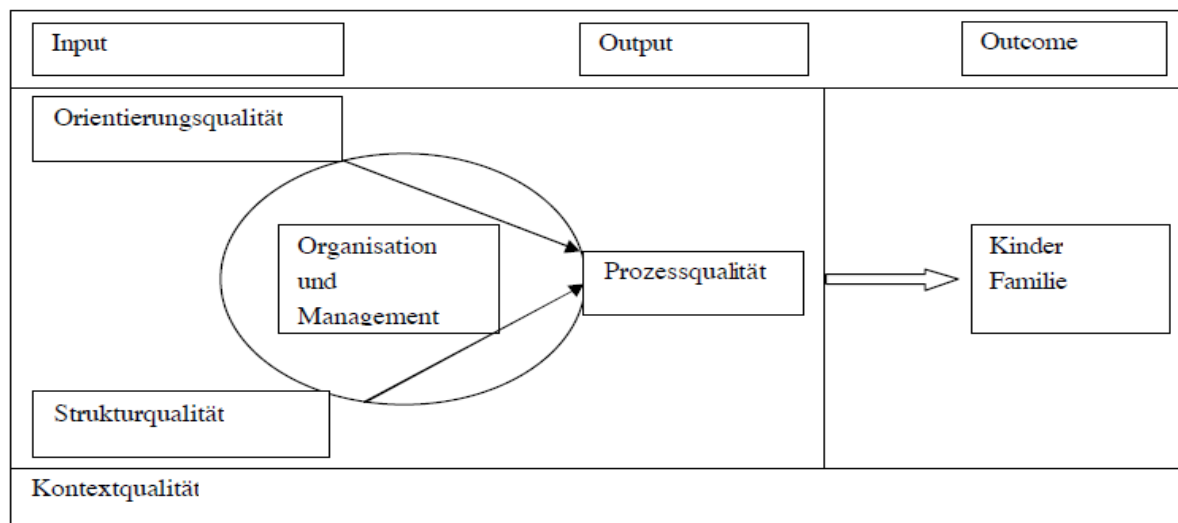 Input
Output
Outcome
Orientierungsqualität
Organisation
und
Management
Prozessqualität
Kinder
Familie
Strukturqualität
Kontextqualität